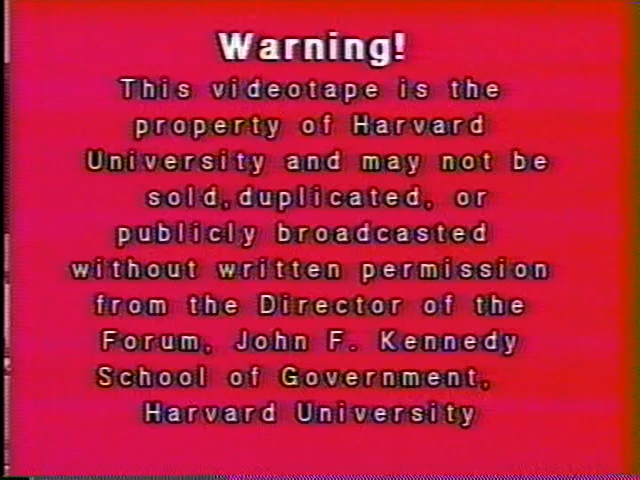 Warning!
This videotape is the
property of Harvard
University and may not be
sold,duplicated, or
publicly broadcasted
without written permission
from the Director of the
Forum, John F. Kennedy
School of Government,
Harvard University